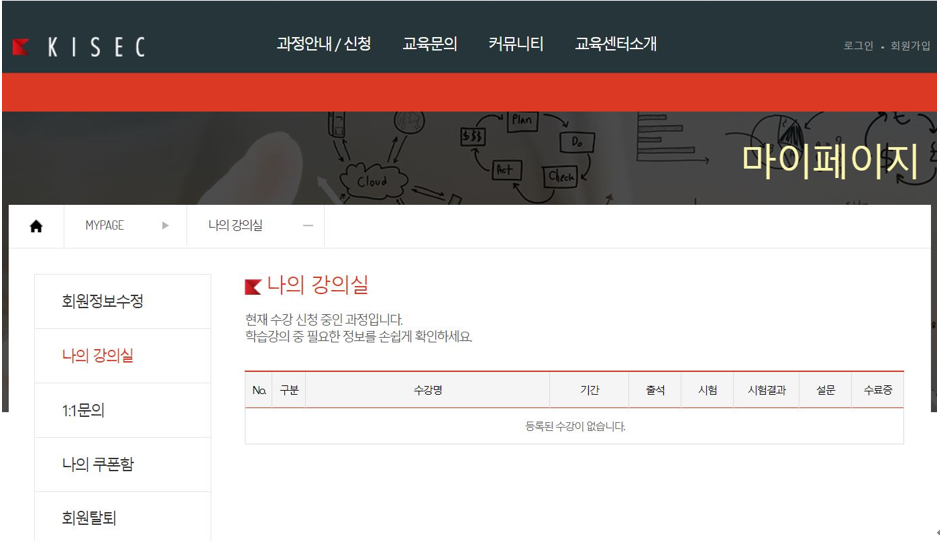 KISEC
과정안내 / 신청 교육문의 커뮤니티 교육센터소개
로그인 • 회원가입
Plan
$$$
Do
Act
Check
Cloud
마이페이지
MYPAGE 나의 강의실
회원정보수정
나의 강의실
1:1문의
나의 쿠폰함
회원탈퇴
나의 강의실
현재 수강 신청 중인 과정입니다.
학습강의 중 필요한 정보를 손쉽게 확인하세요.
No. 구분 수강명 기간 출석 시험 시험결과 설문 수료증
등록된 수강이 없습니다.